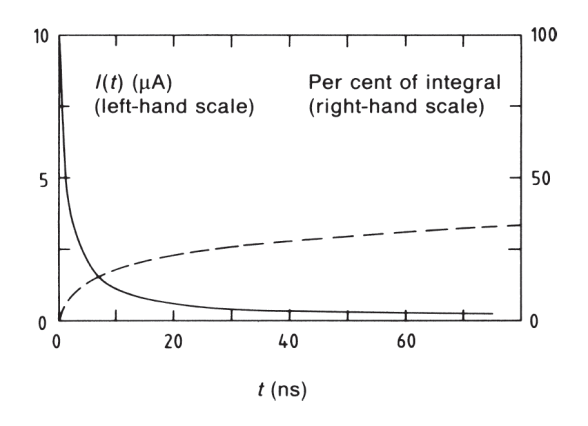 10
100
I(t) (μA)
(left-hand scale)
Per cent of integral
(right-hand scale)
5
50
0
0
0
20
40
60
t (ns)